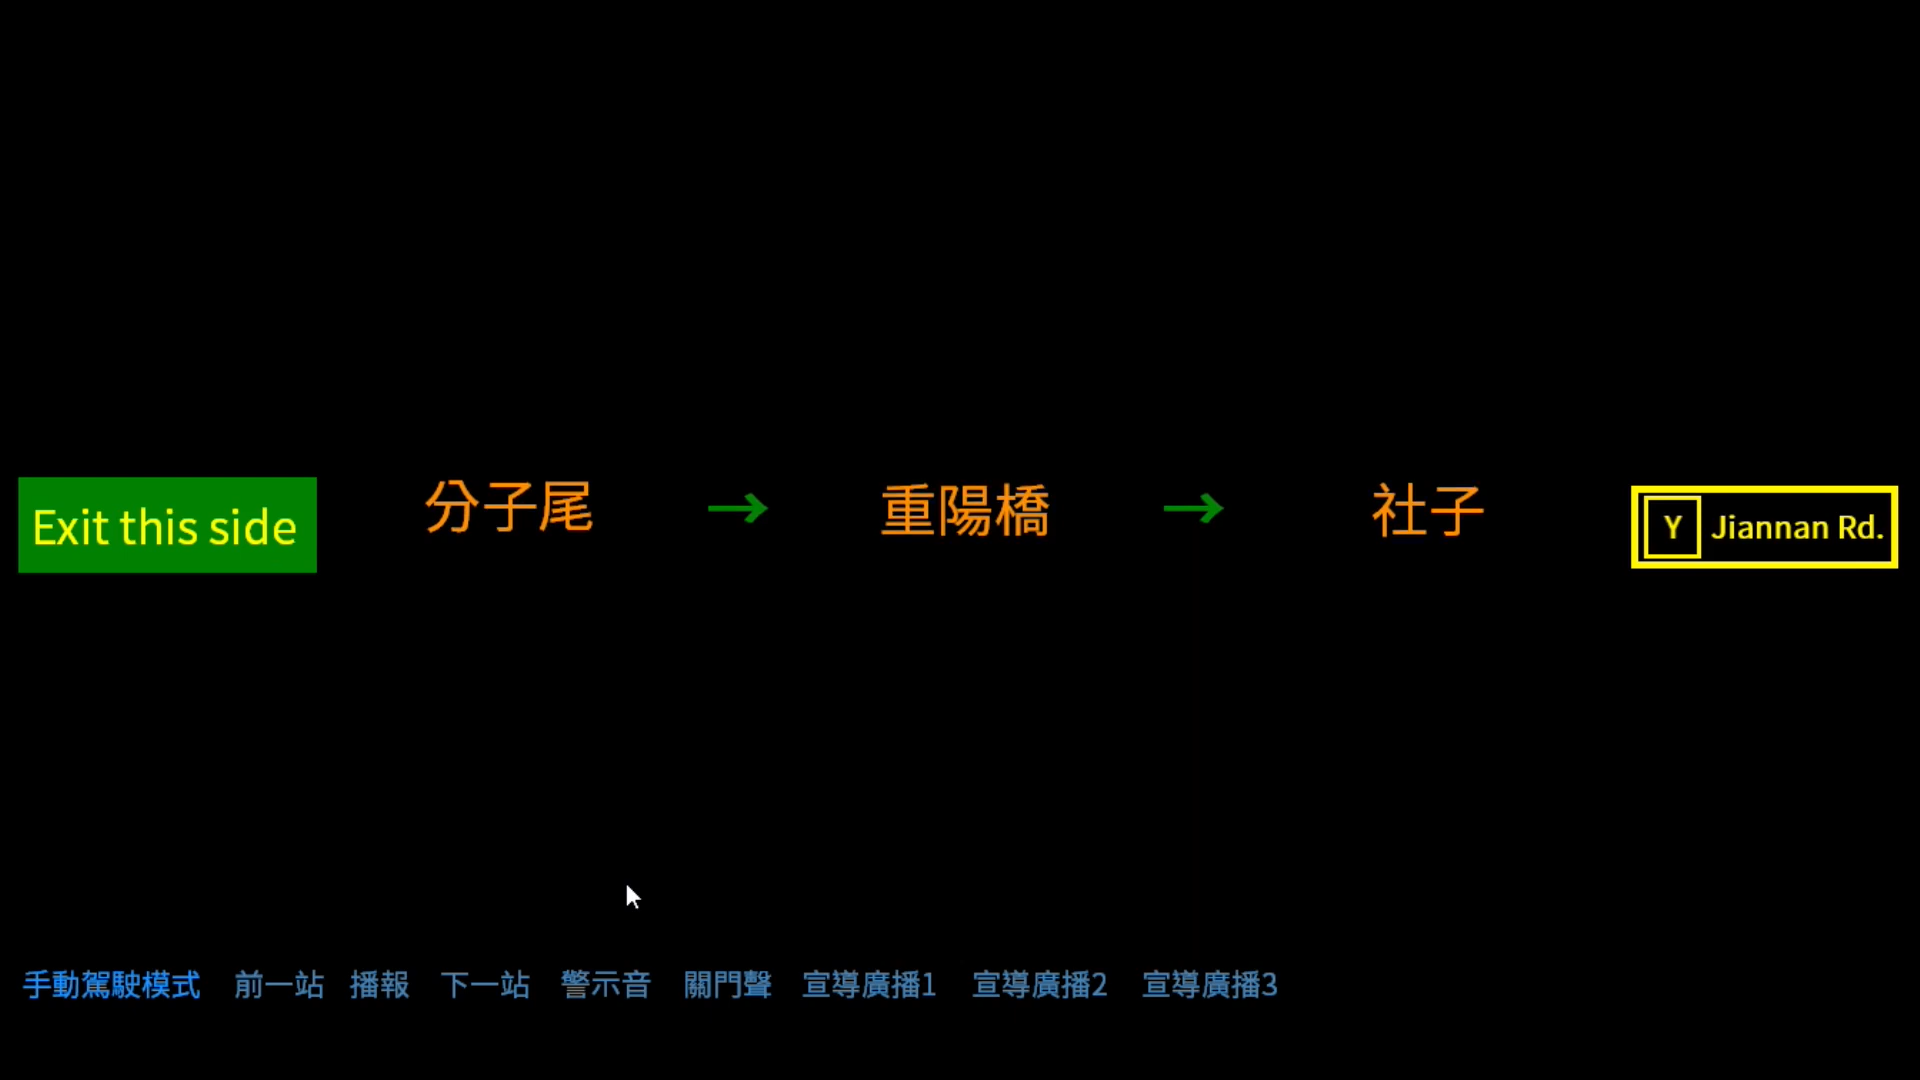 Exit this side 分子尾 → 重陽橋 → 社子 Y Jiannan Rd.
手動駕駛模式 前一站 播報 下一站 警示音 關門聲 宣導廣播1 宣導廣播2 宣導廣播3